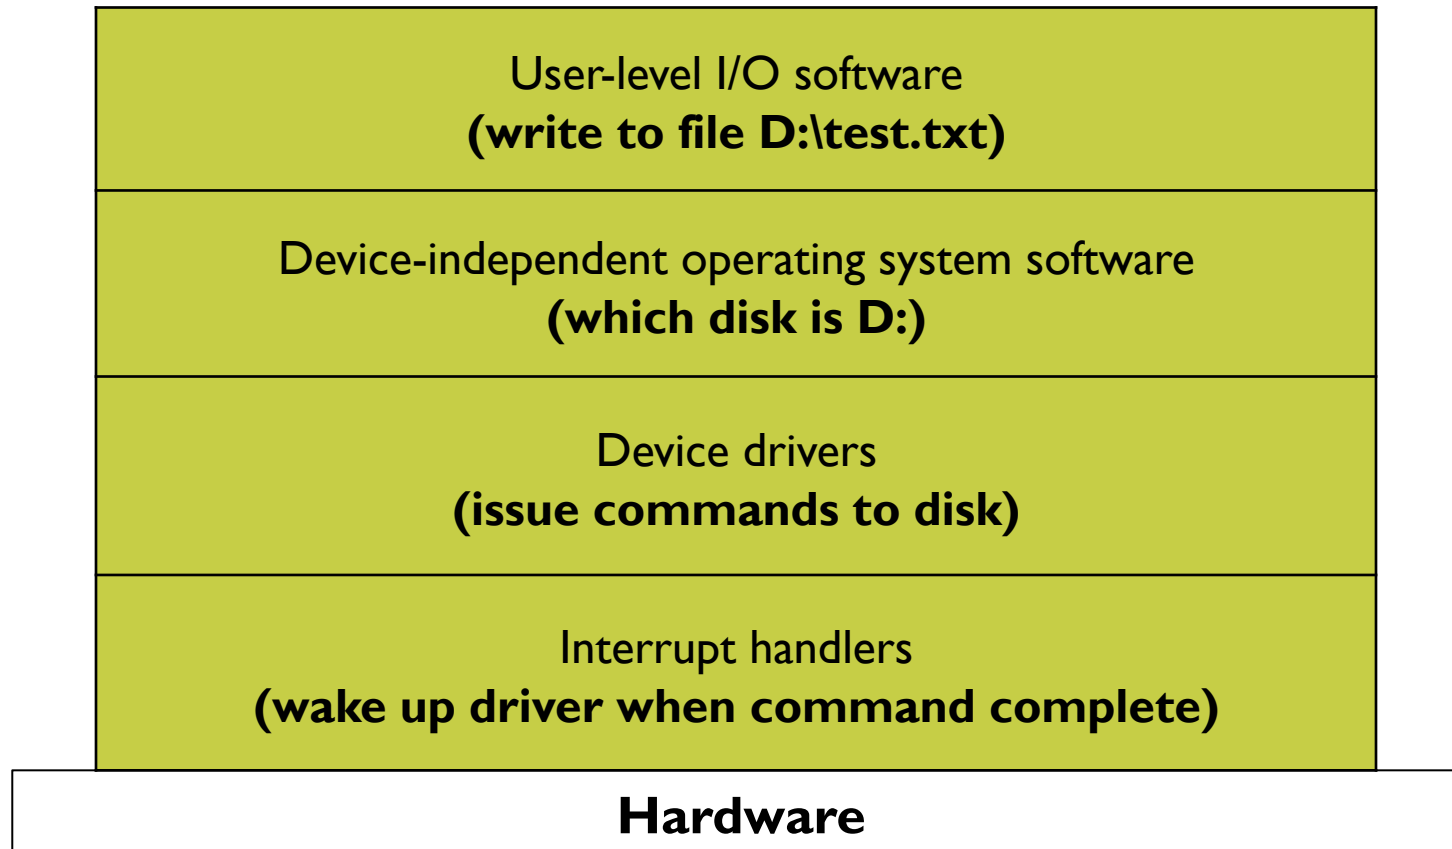 User-level I/O software
(write to file D:\test.txt)
Device-independent operating system software
(which disk is D:)
Device drivers
(issue commands to disk)
Interrupt handlers
(wake up driver when command complete)
Hardware